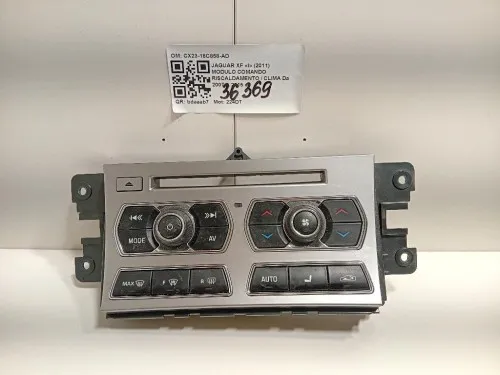 OM: CX23-18C858-AD
JAGUAR XF «I» (2011)
MODULO COMANDO
RISCALDAMENTO / CLIMA Da
36369
QR: bdaaeb7 Mot: 224DT
MODE
AV
MAX
F
R
AUTO